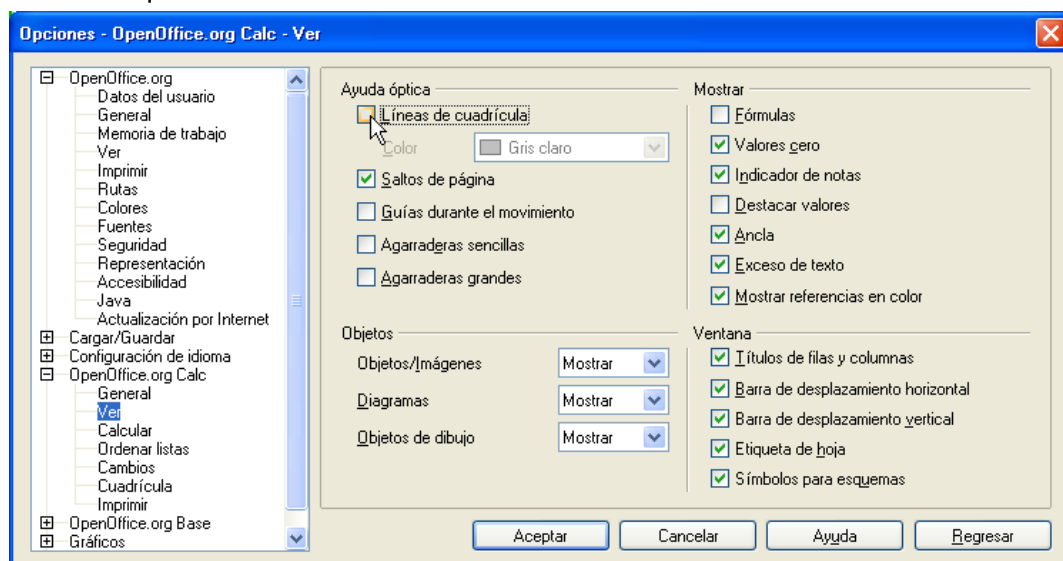 Opciones - OpenOffice.org Calc - Ver
OpenOffice.org
Datos del usuario
General
Memoria de trabajo
Ver
Imprimir
Rutas
Colores
Fuentes
Seguridad
Representación
Accesibilidad
Java
Actualización por Internet
Cargar/Guardar
Configuración de idioma
OpenOffice.org Calc
General
Ver
Calcular
Ordenar listas
Cambios
Cuadrícula
Imprimir
OpenOffice.org Base
Gráficos
Ayuda óptica
Líneas de cuadrícula
Color Gris claro
Saltos de página
Guías durante el movimiento
Agarraderas sencillas
Agarraderas grandes
Mostrar
Fórmulas
Valores cero
Indicador de notas
Destacar valores
Ancla
Exceso de texto
Mostrar referencias en color
Objetos
Objetos/Imágenes Mostrar
Diagramas Mostrar
Objetos de dibujo Mostrar
Ventana
Títulos de filas y columnas
Barra de desplazamiento horizontal
Barra de desplazamiento vertical
Etiqueta de hoja
Símbolos para esquemas
Aceptar Cancelar Ayuda Regresar